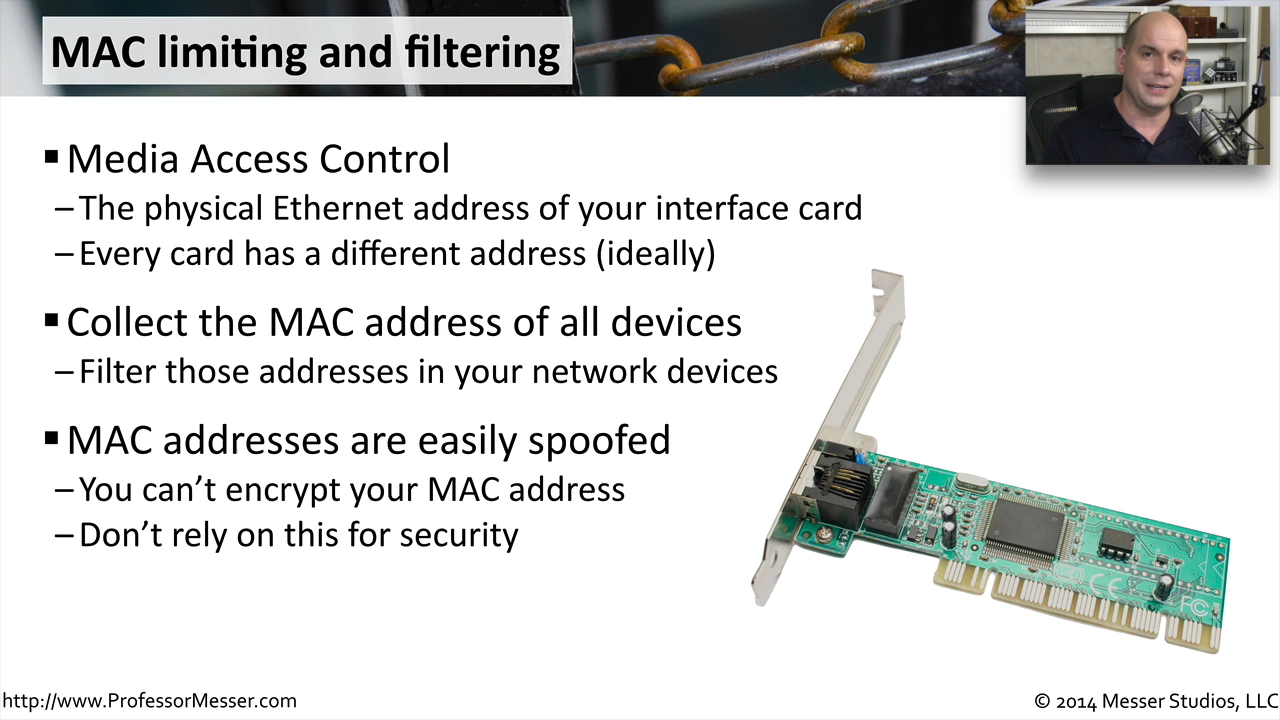 MAC limiting and filtering
▪ Media Access Control
– The physical Ethernet address of your interface card
– Every card has a different address (ideally)
▪ Collect the MAC address of all devices
– Filter those addresses in your network devices
▪ MAC addresses are easily spoofed
– You can’t encrypt your MAC address
– Don’t rely on this for security
CE
FC
http://www.ProfessorMesser.com
© 2014 Messer Studios, LLC